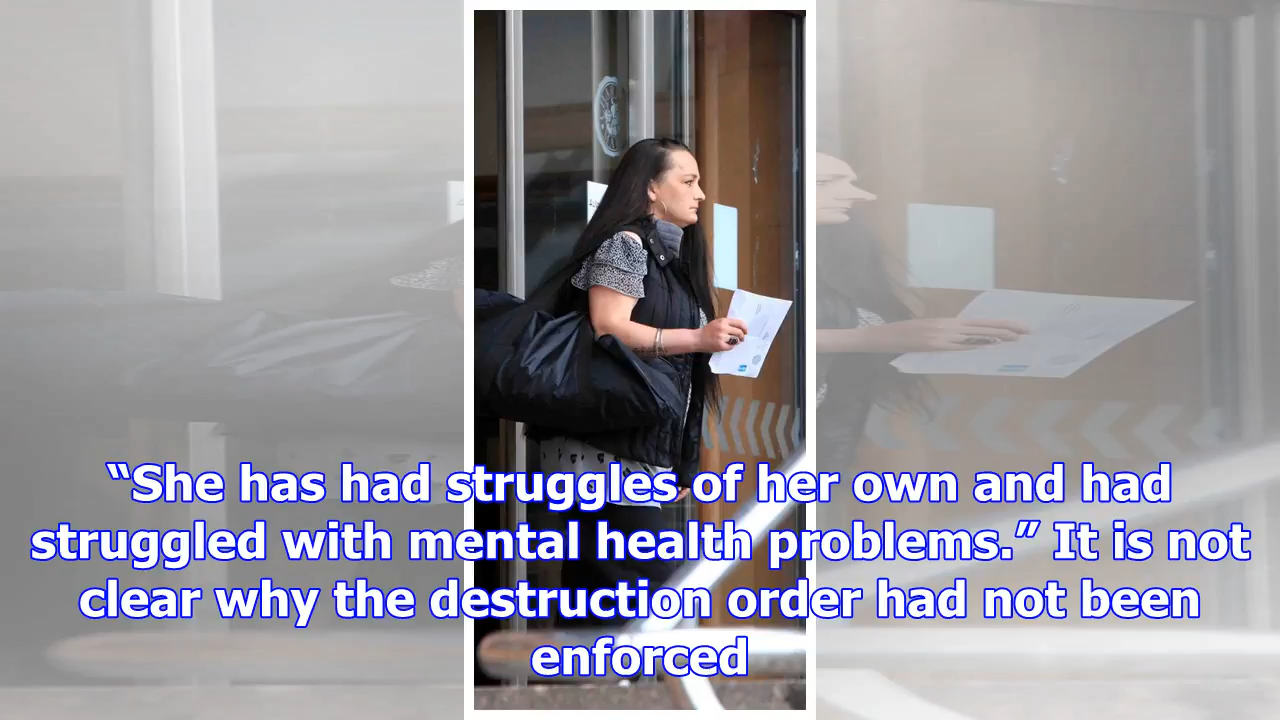 “She has had struggles of her own and had
struggled with mental health problems.” It is not
clear why the destruction order had not been
enforced